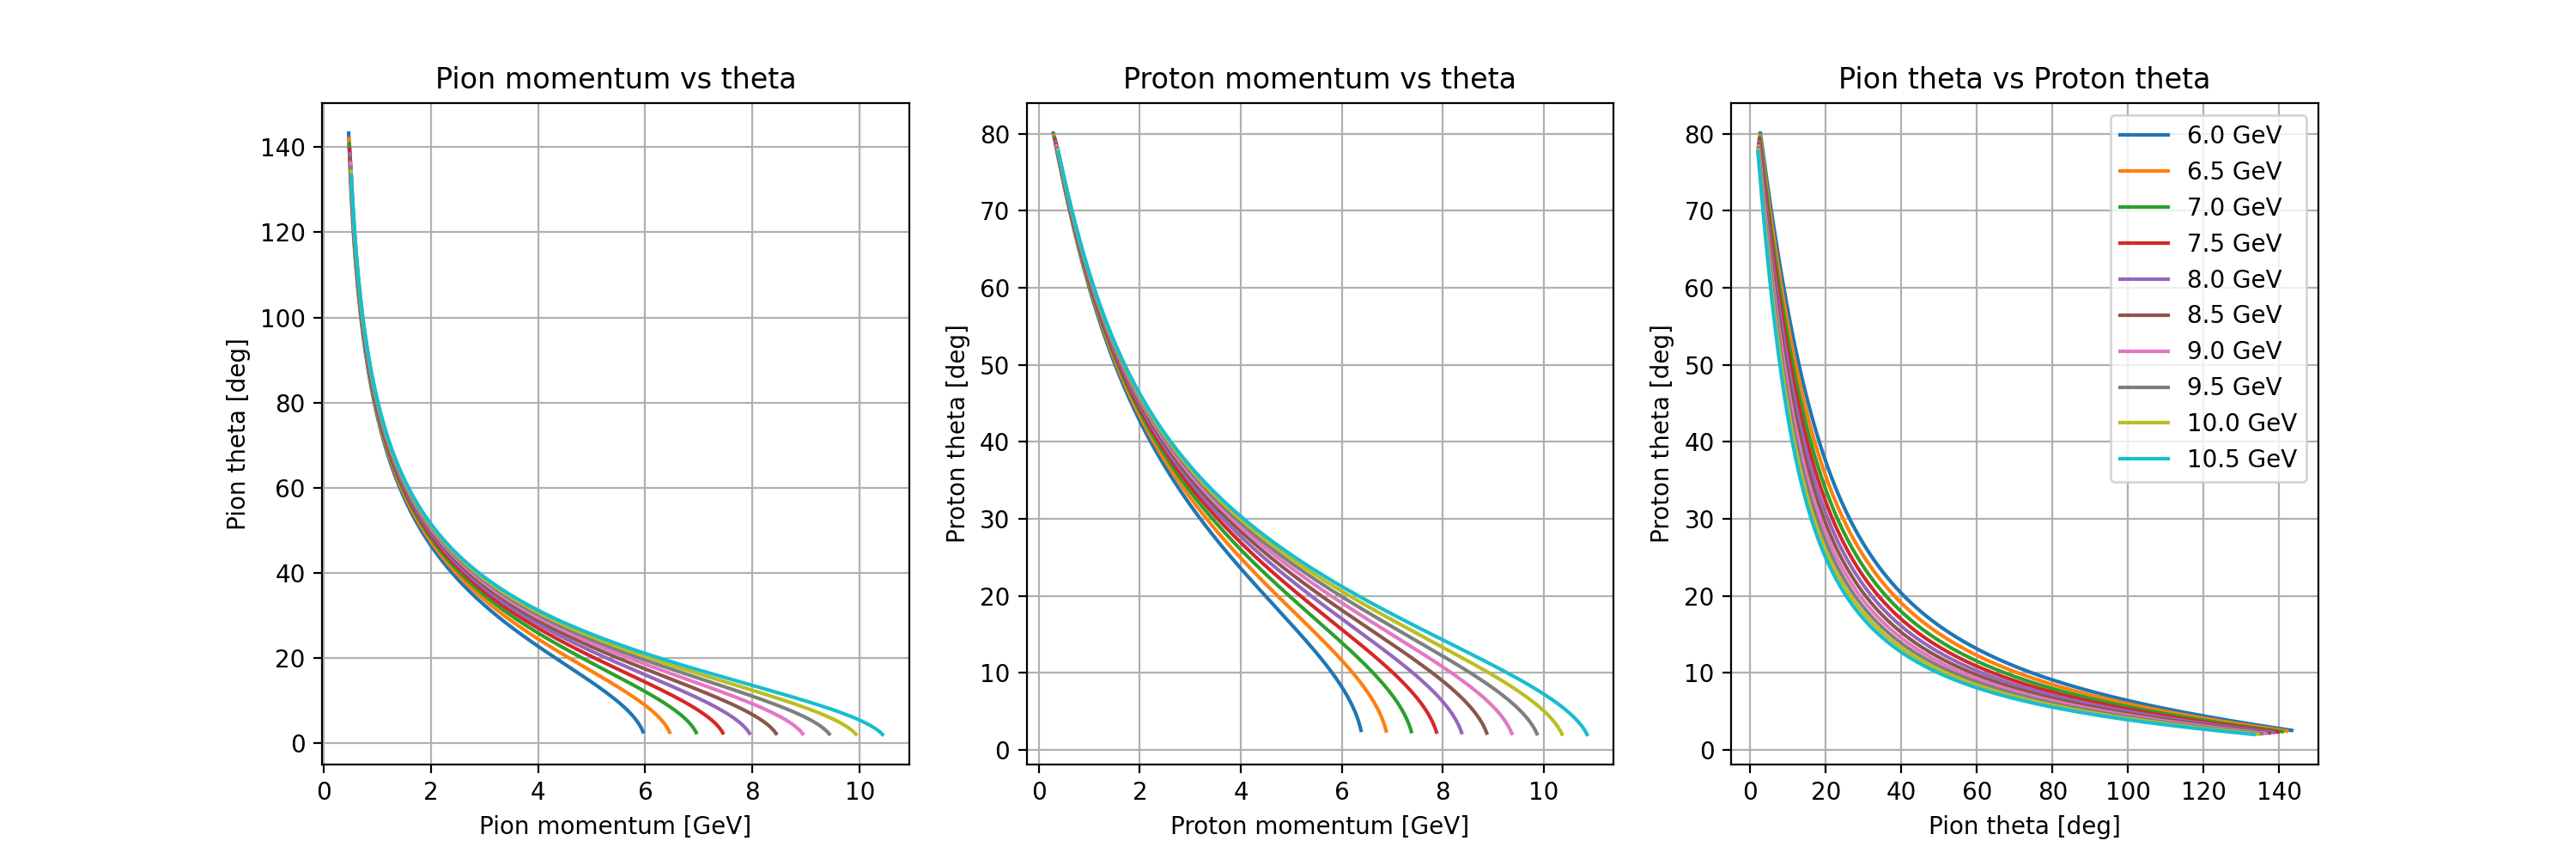 Pion momentum vs theta
140
120
100
80
60
40
20
0
Pion theta [deg]
0 2 4 6 8 10
Pion momentum [GeV]
Proton momentum vs theta
80
70
60
50
40
30
20
10
0
Proton theta [deg]
0 2 4 6 8 10
Proton momentum [GeV]
Pion theta vs Proton theta
80
70
60
50
40
30
20
10
0
Proton theta [deg]
0 20 40 60 80 100 120 140
Pion theta [deg]
6.0 GeV
6.5 GeV
7.0 GeV
7.5 GeV
8.0 GeV
8.5 GeV
9.0 GeV
9.5 GeV
10.0 GeV
10.5 GeV